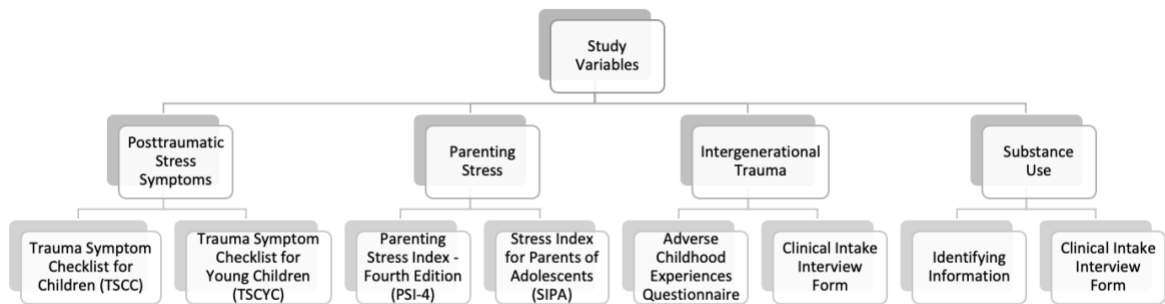 Study
Variables
Posttraumatic
Stress
Symptoms
Parenting
Stress
Intergenerational
Trauma
Substance
Use
Trauma Symptom
Checklist for
Children (TSCC)
Trauma Symptom
Checklist for
Young Children
(TSCYC)
Parenting
Stress Index -
Fourth Edition
(PSI-4)
Stress Index
for Parents of
Adolescents
(SIPA)
Adverse
Childhood
Experiences
Questionnaire
Clinical Intake
Interview
Form
Identifying
Information
Clinical Intake
Interview
Form